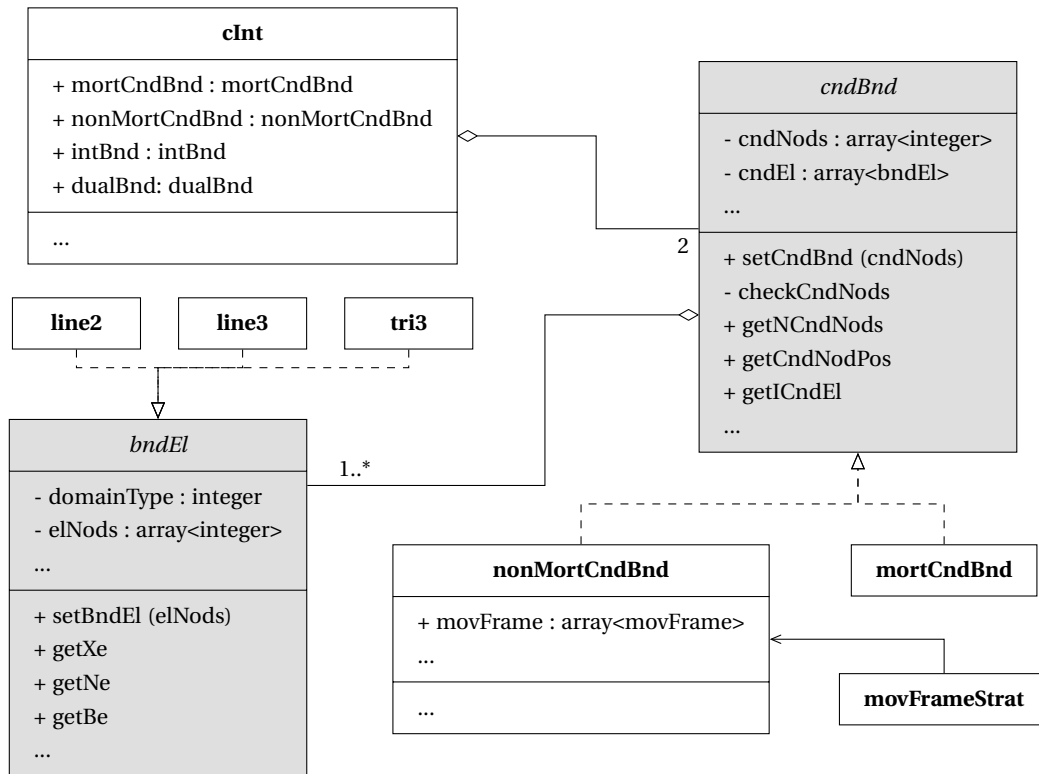 cInt
+ mortCndBnd : mortCndBnd
+ nonMortCndBnd : nonMortCndBnd
+ intBnd : intBnd
+ dualBnd: dualBnd
...
cndBnd
- cndNods : array<integer>
- cndEl : array<bndEl>
...
+ setCndBnd (cndNods)
- checkCndNods
+ getNCndNods
+ getCndNodPos
+ getICndEl
...
2
line2
line3
tri3
bndEl
- domainType : integer
- elNods : array<integer>
...
+ setBndEl (elNods)
+ getXe
+ getNe
+ getBe
...
1..*
nonMortCndBnd
+ movFrame : array<movFrame>
...
...
mortCndBnd
movFrameStrat